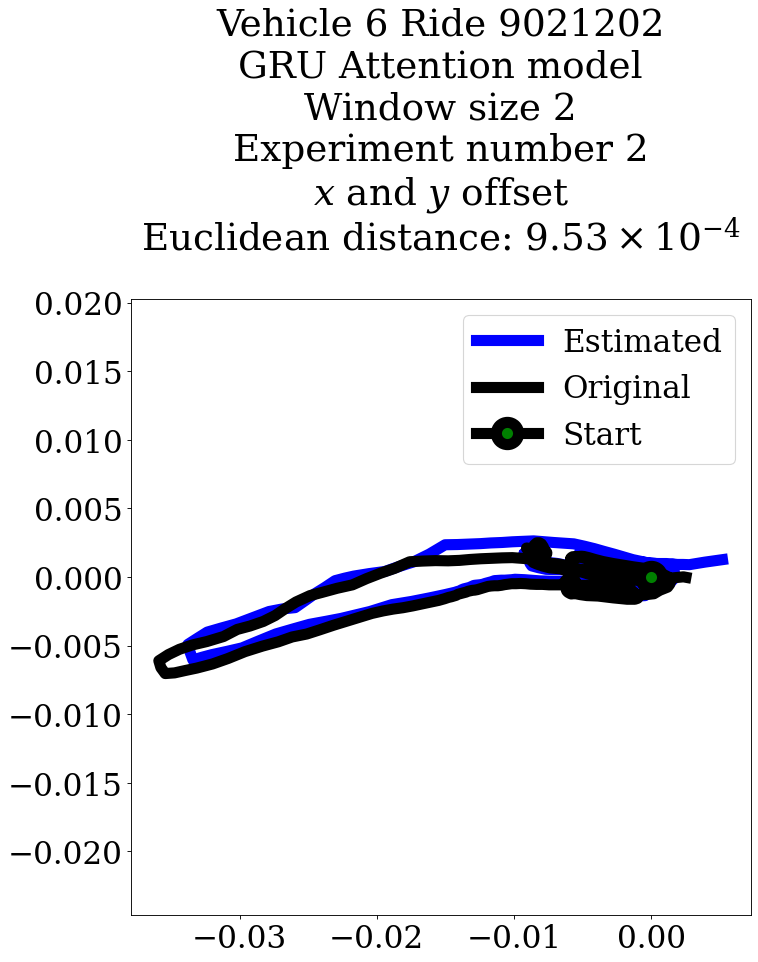 Vehicle 6 Ride 9021202
GRU Attention model
Window size 2
Experiment number 2
x and y offset
Euclidean distance: 9.53 × 10⁻⁴
0.020
0.015
0.010
0.005
0.000
−0.005
−0.010
−0.015
−0.020
Estimated
Original
Start
−0.03
−0.02
−0.01
0.00